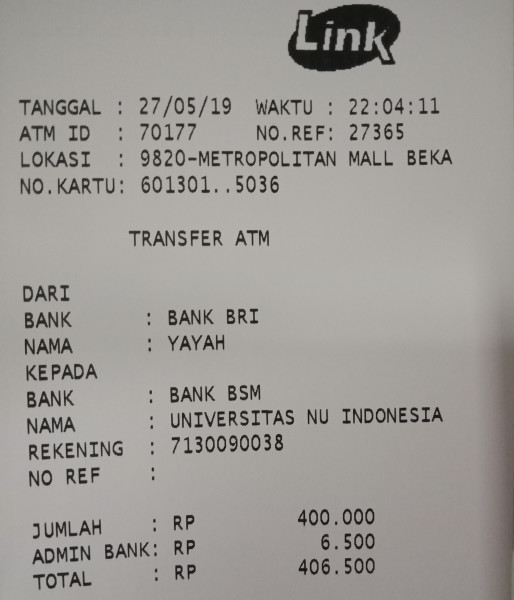 Link
TANGGAL : 27/05/19 WAKTU : 22:04:11
ATM ID : 70177 NO.REF: 27365
LOKASI : 9820-METROPOLITAN MALL BEKA
NO.KARTU: 601301..5036
TRANSFER ATM
DARI
BANK : BANK BRI
NAMA : YAYAH
KEPADA
BANK : BANK BSM
NAMA : UNIVERSITAS NU INDONESIA
REKENING : 7130090038
NO REF :
JUMLAH : RP 400.000
ADMIN BANK: RP 6.500
TOTAL : RP 406.500